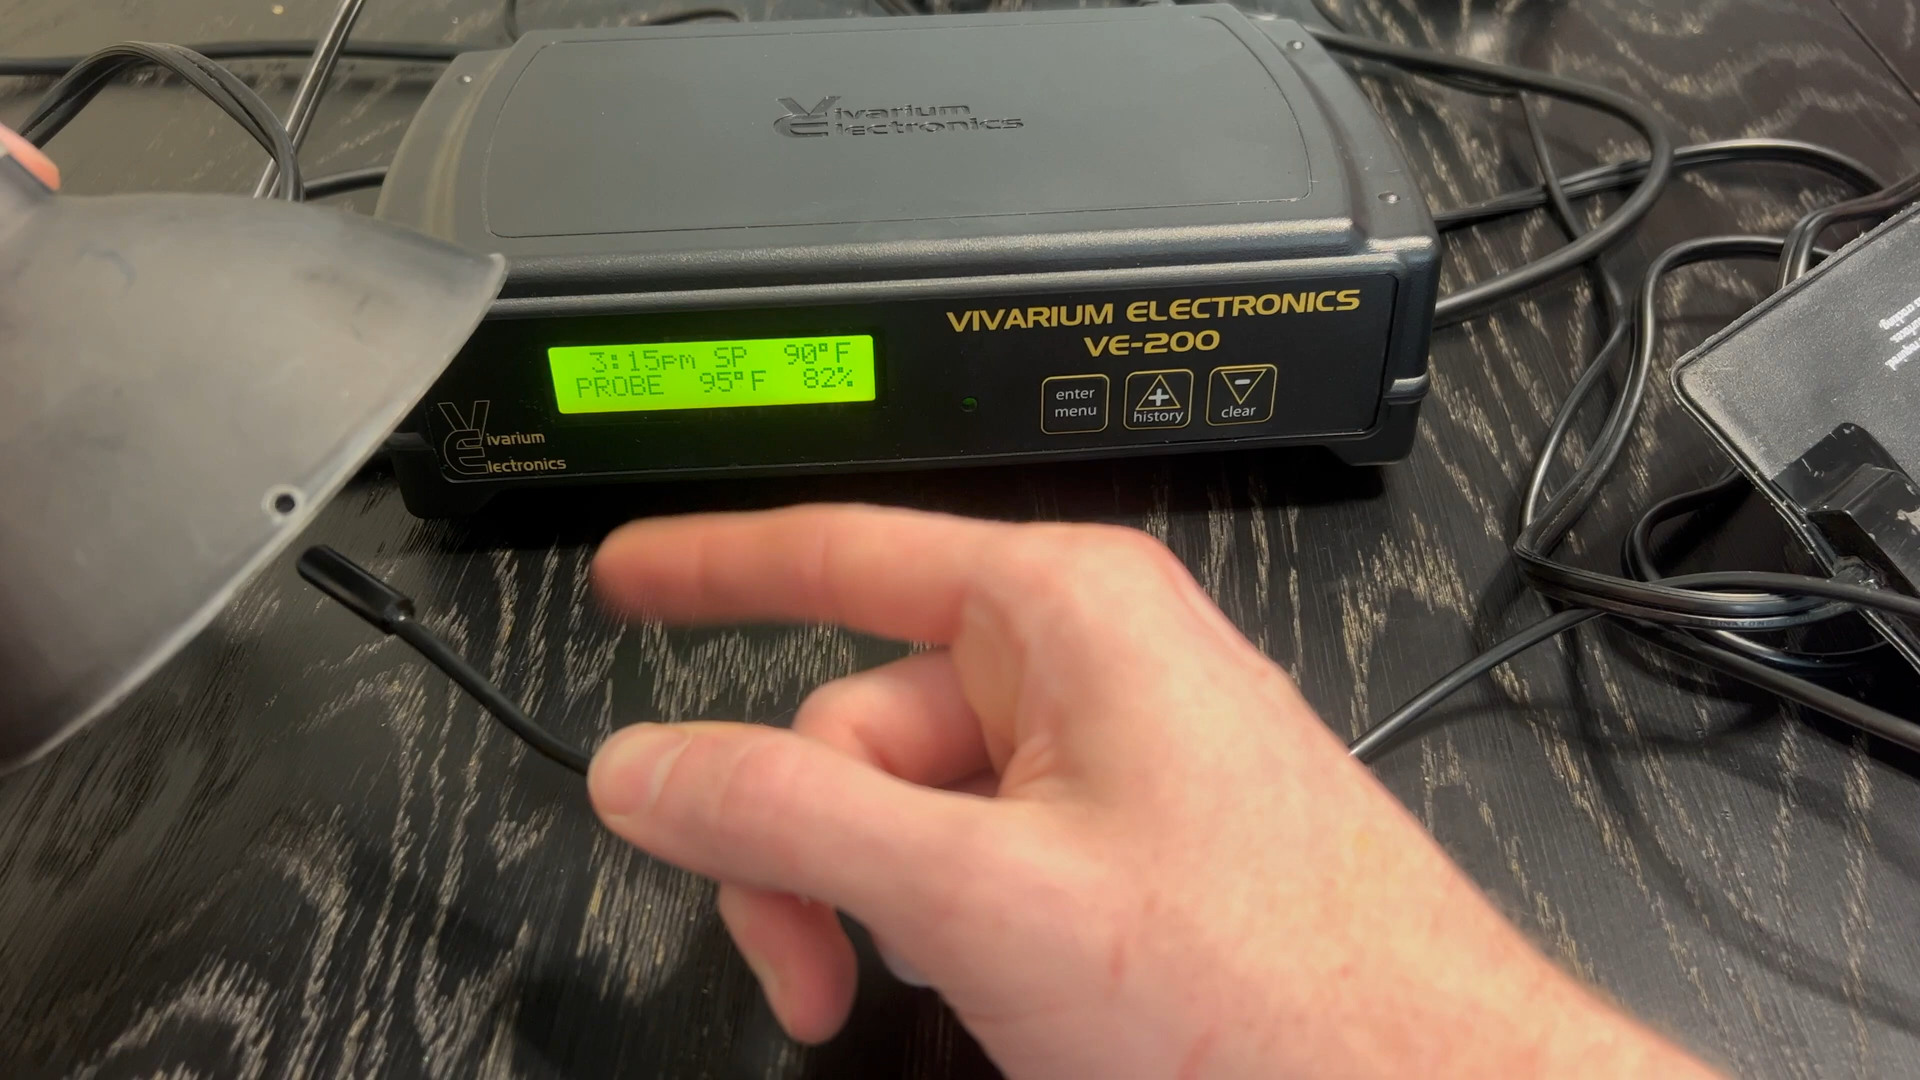 Vivarium
Electronics
VIVARIUM ELECTRONICS
VE-200
3:15pm SP 90°F
PROBE 95°F 82%
enter
menu
+
history
-
clear
Vivarium
Electronics